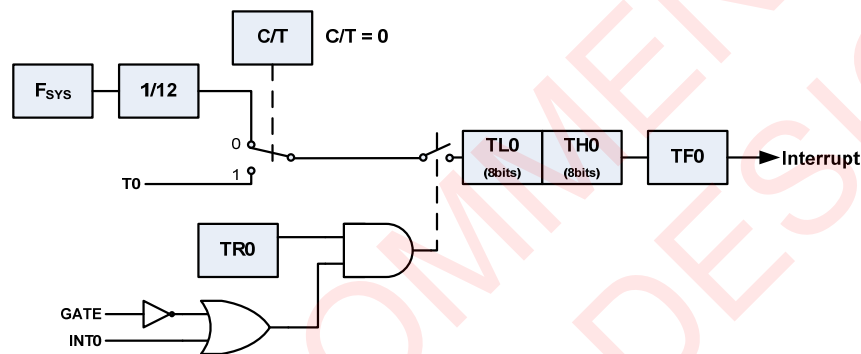 C/T
C/T = 0
FSYS
1/12
0
1
T0
TL0
(8bits)
TH0
(8bits)
TF0
Interrupt
TR0
GATE
INT0